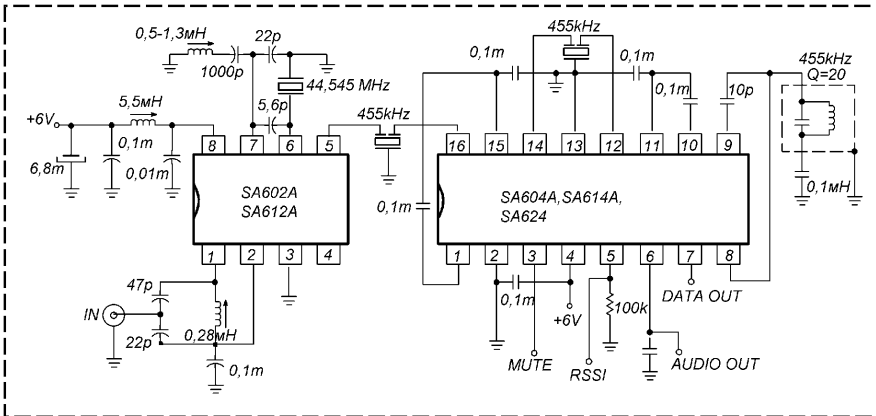 455kHz
0,5-1,3мН
22p
1000p
44,545 MHz
0,1m
0,1m
0,1m
10p
455kHz
Q=20
+6V
5,5мН
5,6p
455kHz
6,8m
0,1m
0,01m
8
7
6
5
16
15
14
13
12
11
10
9
SA602A
SA612A
0,1m
SA604A,SA614A,
SA624
0,1мН
1
2
3
4
1
2
3
4
5
6
7
8
47p
IN
22p
0,28мН
0,1m
0,1m
+6V
100k
DATA OUT
MUTE
RSSI
AUDIO OUT